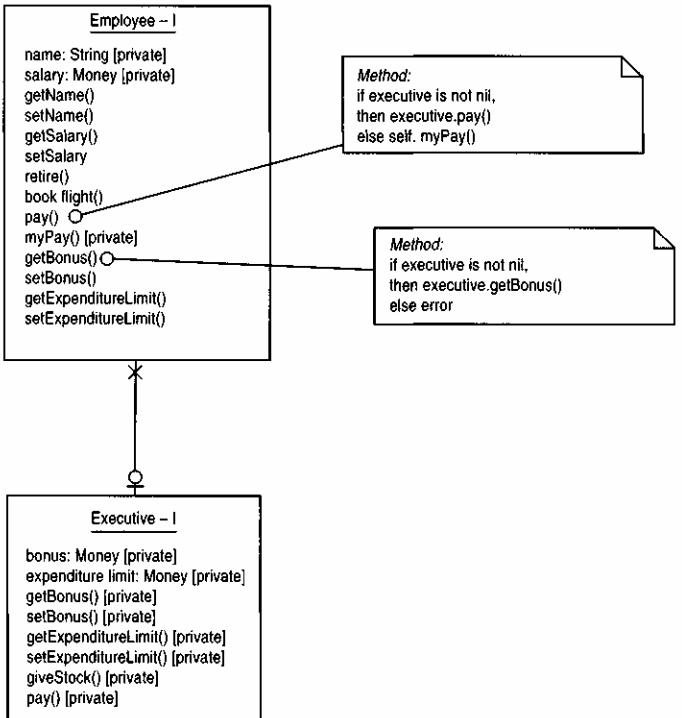 Employee – I
name: String [private]
salary: Money [private]
getName()
setName()
getSalary()
setSalary
retire()
book flight()
pay()
myPay() [private]
getBonus()
setBonus()
getExpenditureLimit()
setExpenditureLimit()
Method:
if executive is not nil,
then executive.pay()
else self. myPay()
Method:
if executive is not nil,
then executive.getBonus()
else error
Executive – I
bonus: Money [private]
expenditure limit: Money [private]
getBonus() [private]
setBonus() [private]
getExpenditureLimit() [private]
setExpenditureLimit() [private]
giveStock() [private]
pay() [private]